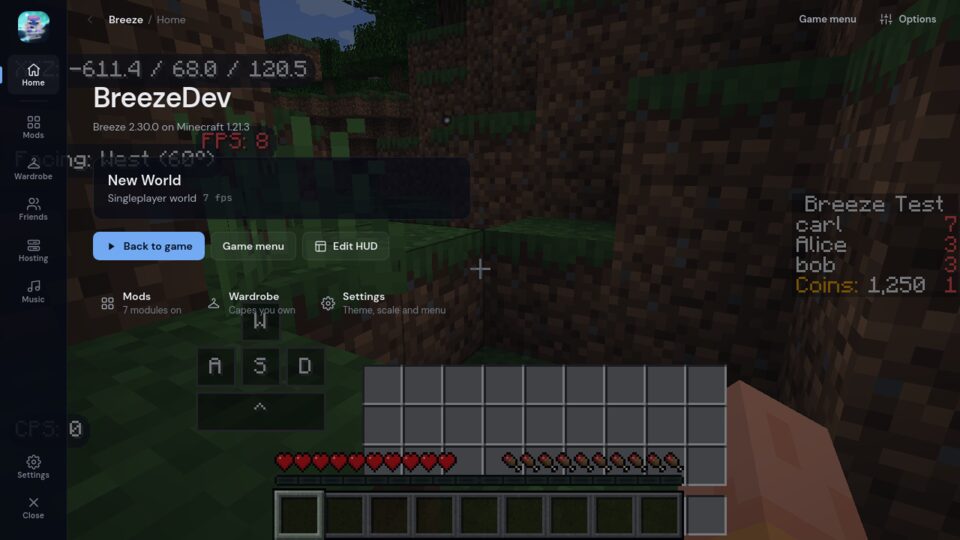 Breeze / Home
Game menu
Options
XYZ: -611.4 / 68.0 / 120.5
Home
BreezeDev
Breeze 2.30.0 on Minecraft 1.21.3
FPS: 8
Mods
Facing: West (60°)
Wardrobe
New World
Singleplayer world 7 fps
Friends
Breeze Test
carl 7
Alice 3
bob 3
Coins: 1,250 1
Back to game
Game menu
Edit HUD
Hosting
Music
Mods
7 modules on
Wardrobe
Capes you own
Settings
Theme, scale and menu
W
A S D
^
CPS: 0
Settings
Close